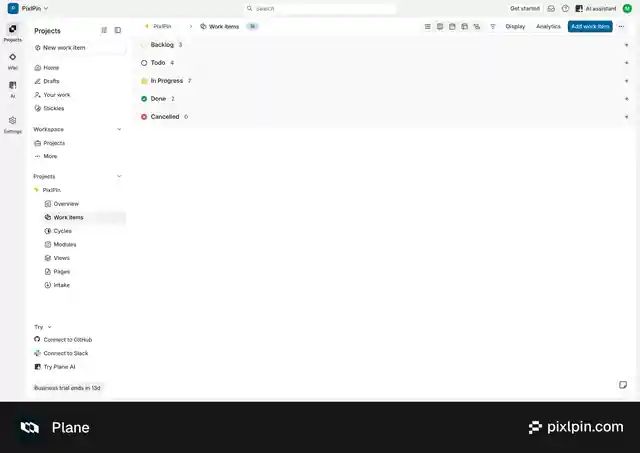 PixlPin
Search
Get started
AI assistant
M
Projects
Wiki
AI
Settings
Projects
New work item
Home
Drafts
Your work
Stickies
Workspace
Projects
More
Projects
PixlPin
Overview
Work items
Cycles
Modules
Views
Pages
Intake
Try
Connect to GitHub
Connect to Slack
Try Plane AI
Business trial ends in 13d
PixlPin
Work items
Display
Analytics
Add work item
Backlog 3
Todo 4
In Progress
Done 2
Cancelled 0
Plane
pixlpin.com